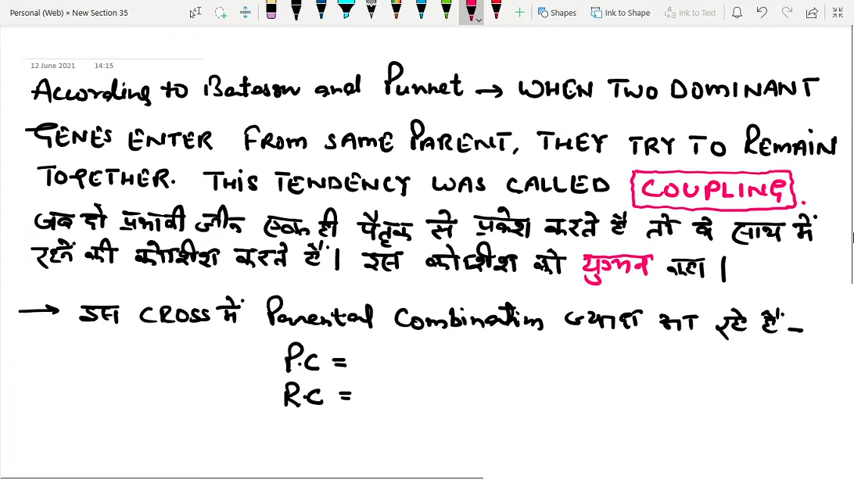 Personal (Web) » New Section 35
Shapes
Ink to Shape
Ink to Text
12 June 2021 14:15
According to Bateson and Punnet → WHEN TWO DOMINANT
GENES ENTER FROM SAME PARENT, THEY TRY TO REMAIN
TOGETHER. THIS TENDENCY WAS CALLED COUPLING.
जब दो प्रभावी जीन एक ही पैतृक से प्रवेश करते है तो वे साथ में
रहने की कोशिश करते हैं। इस कोशिश को युग्मन कहा।
→ इस CROSS में Parental Combination ज्यादा आ रहे हैं -
P.C =
R.C =